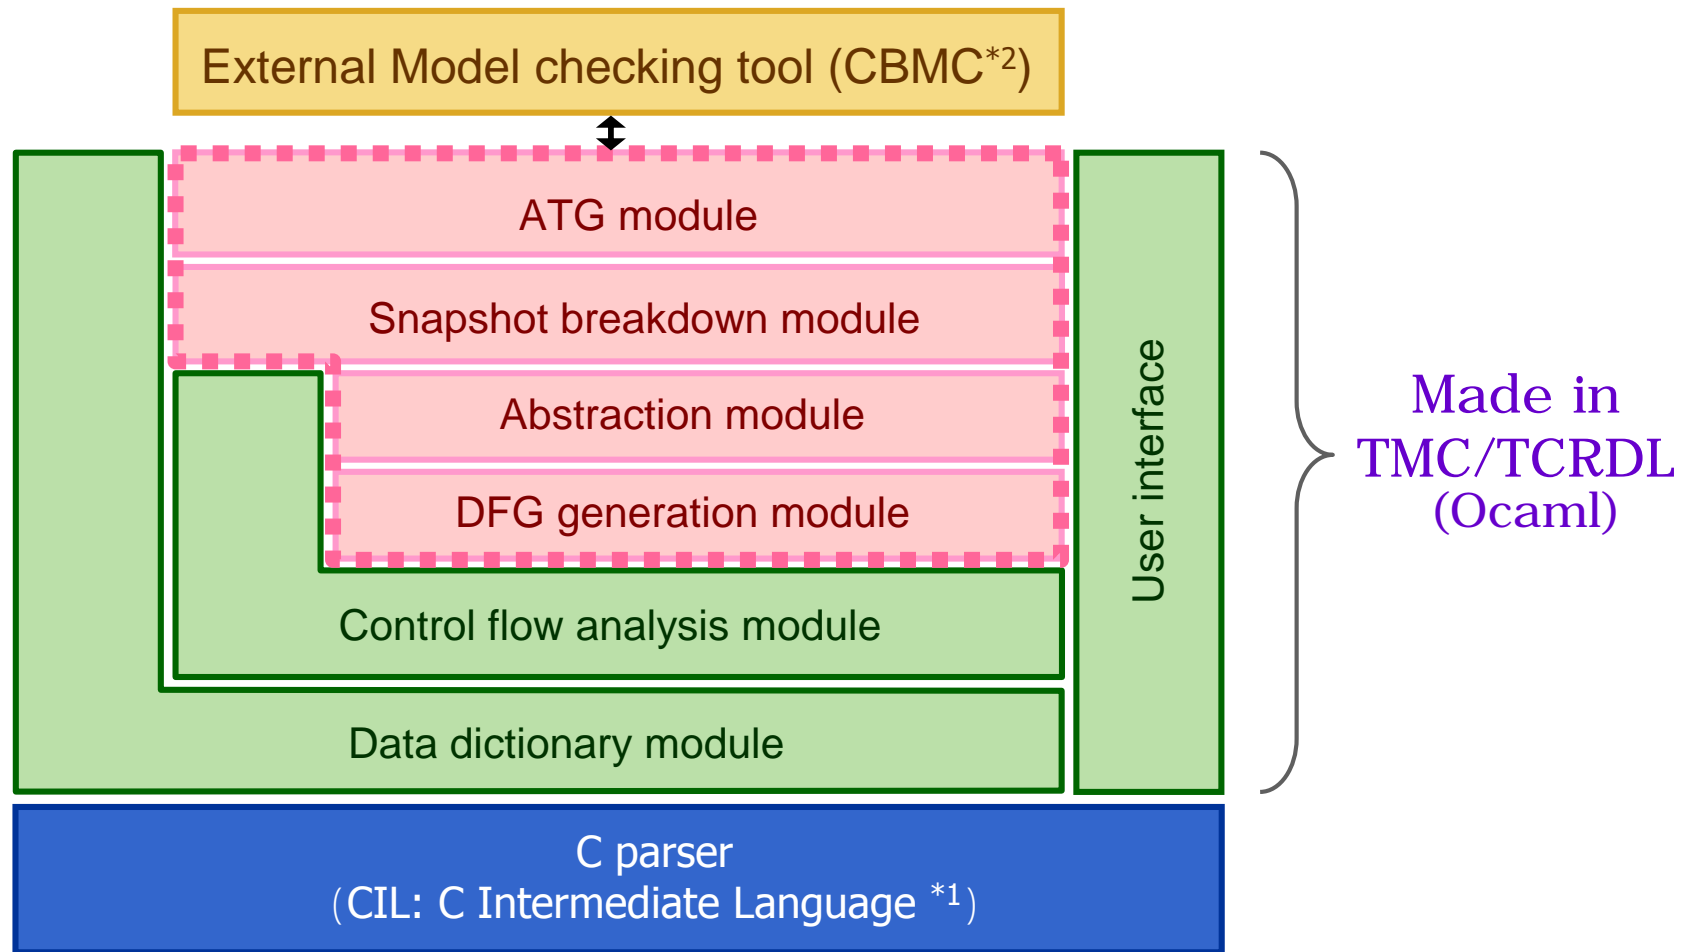 External Model checking tool (CBMC*2)
ATG module
Snapshot breakdown module
Abstraction module
DFG generation module
Control flow analysis module
Data dictionary module
User interface
Made in
TMC/TCRDL
(Ocaml)
C parser
(CIL: C Intermediate Language *1)